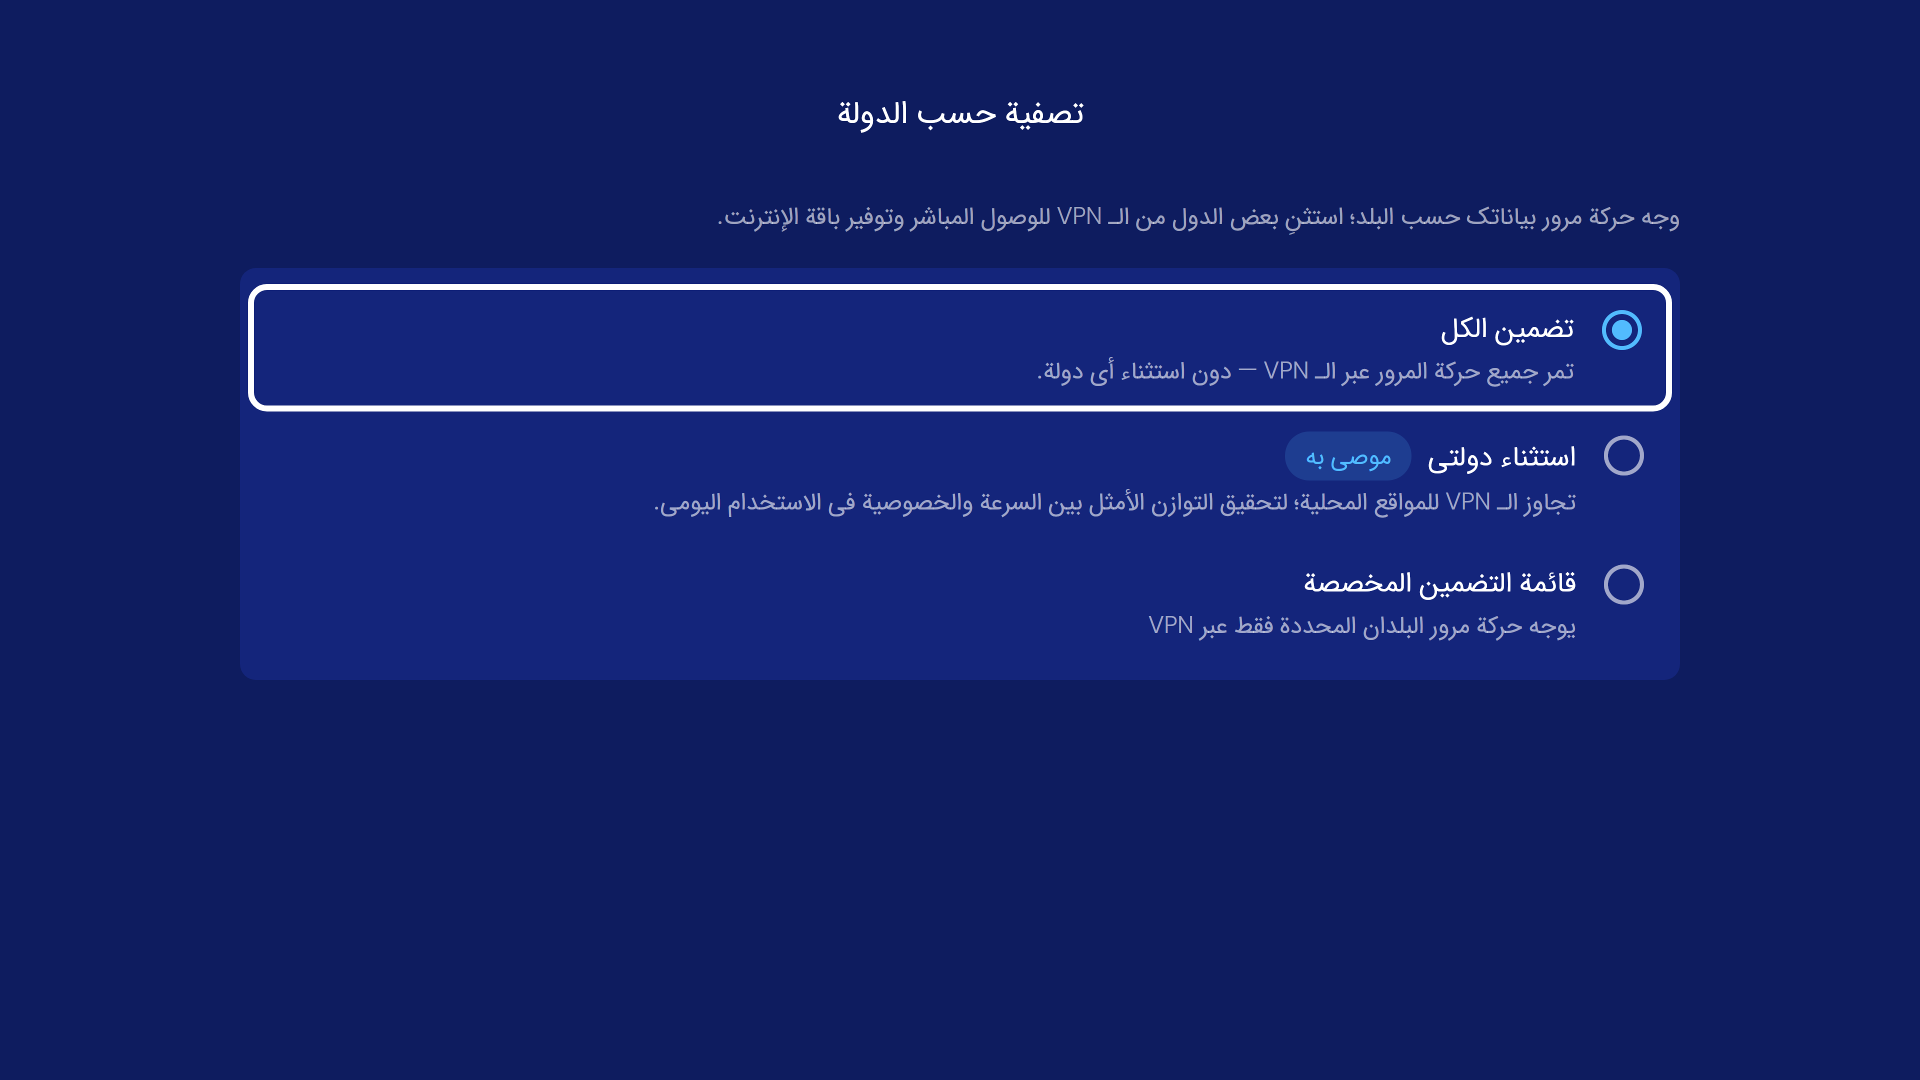 تصفية حسب الدولة
وجه حركة مرور بياناتك حسب البلد؛ استثنِ بعض الدول من الـ VPN للوصول المباشر وتوفير باقة الإنترنت.
تضمين الكل
تمر جميع حركة المرور عبر الـ VPN — دون استثناء أى دولة.
استثناء دولتى موصى به
تجاوز الـ VPN للمواقع المحلية؛ لتحقيق التوازن الأمثل بين السرعة والخصوصية فى الاستخدام اليومى.
قائمة التضمين المخصصة
يوجه حركة مرور البلدان المحددة فقط عبر VPN